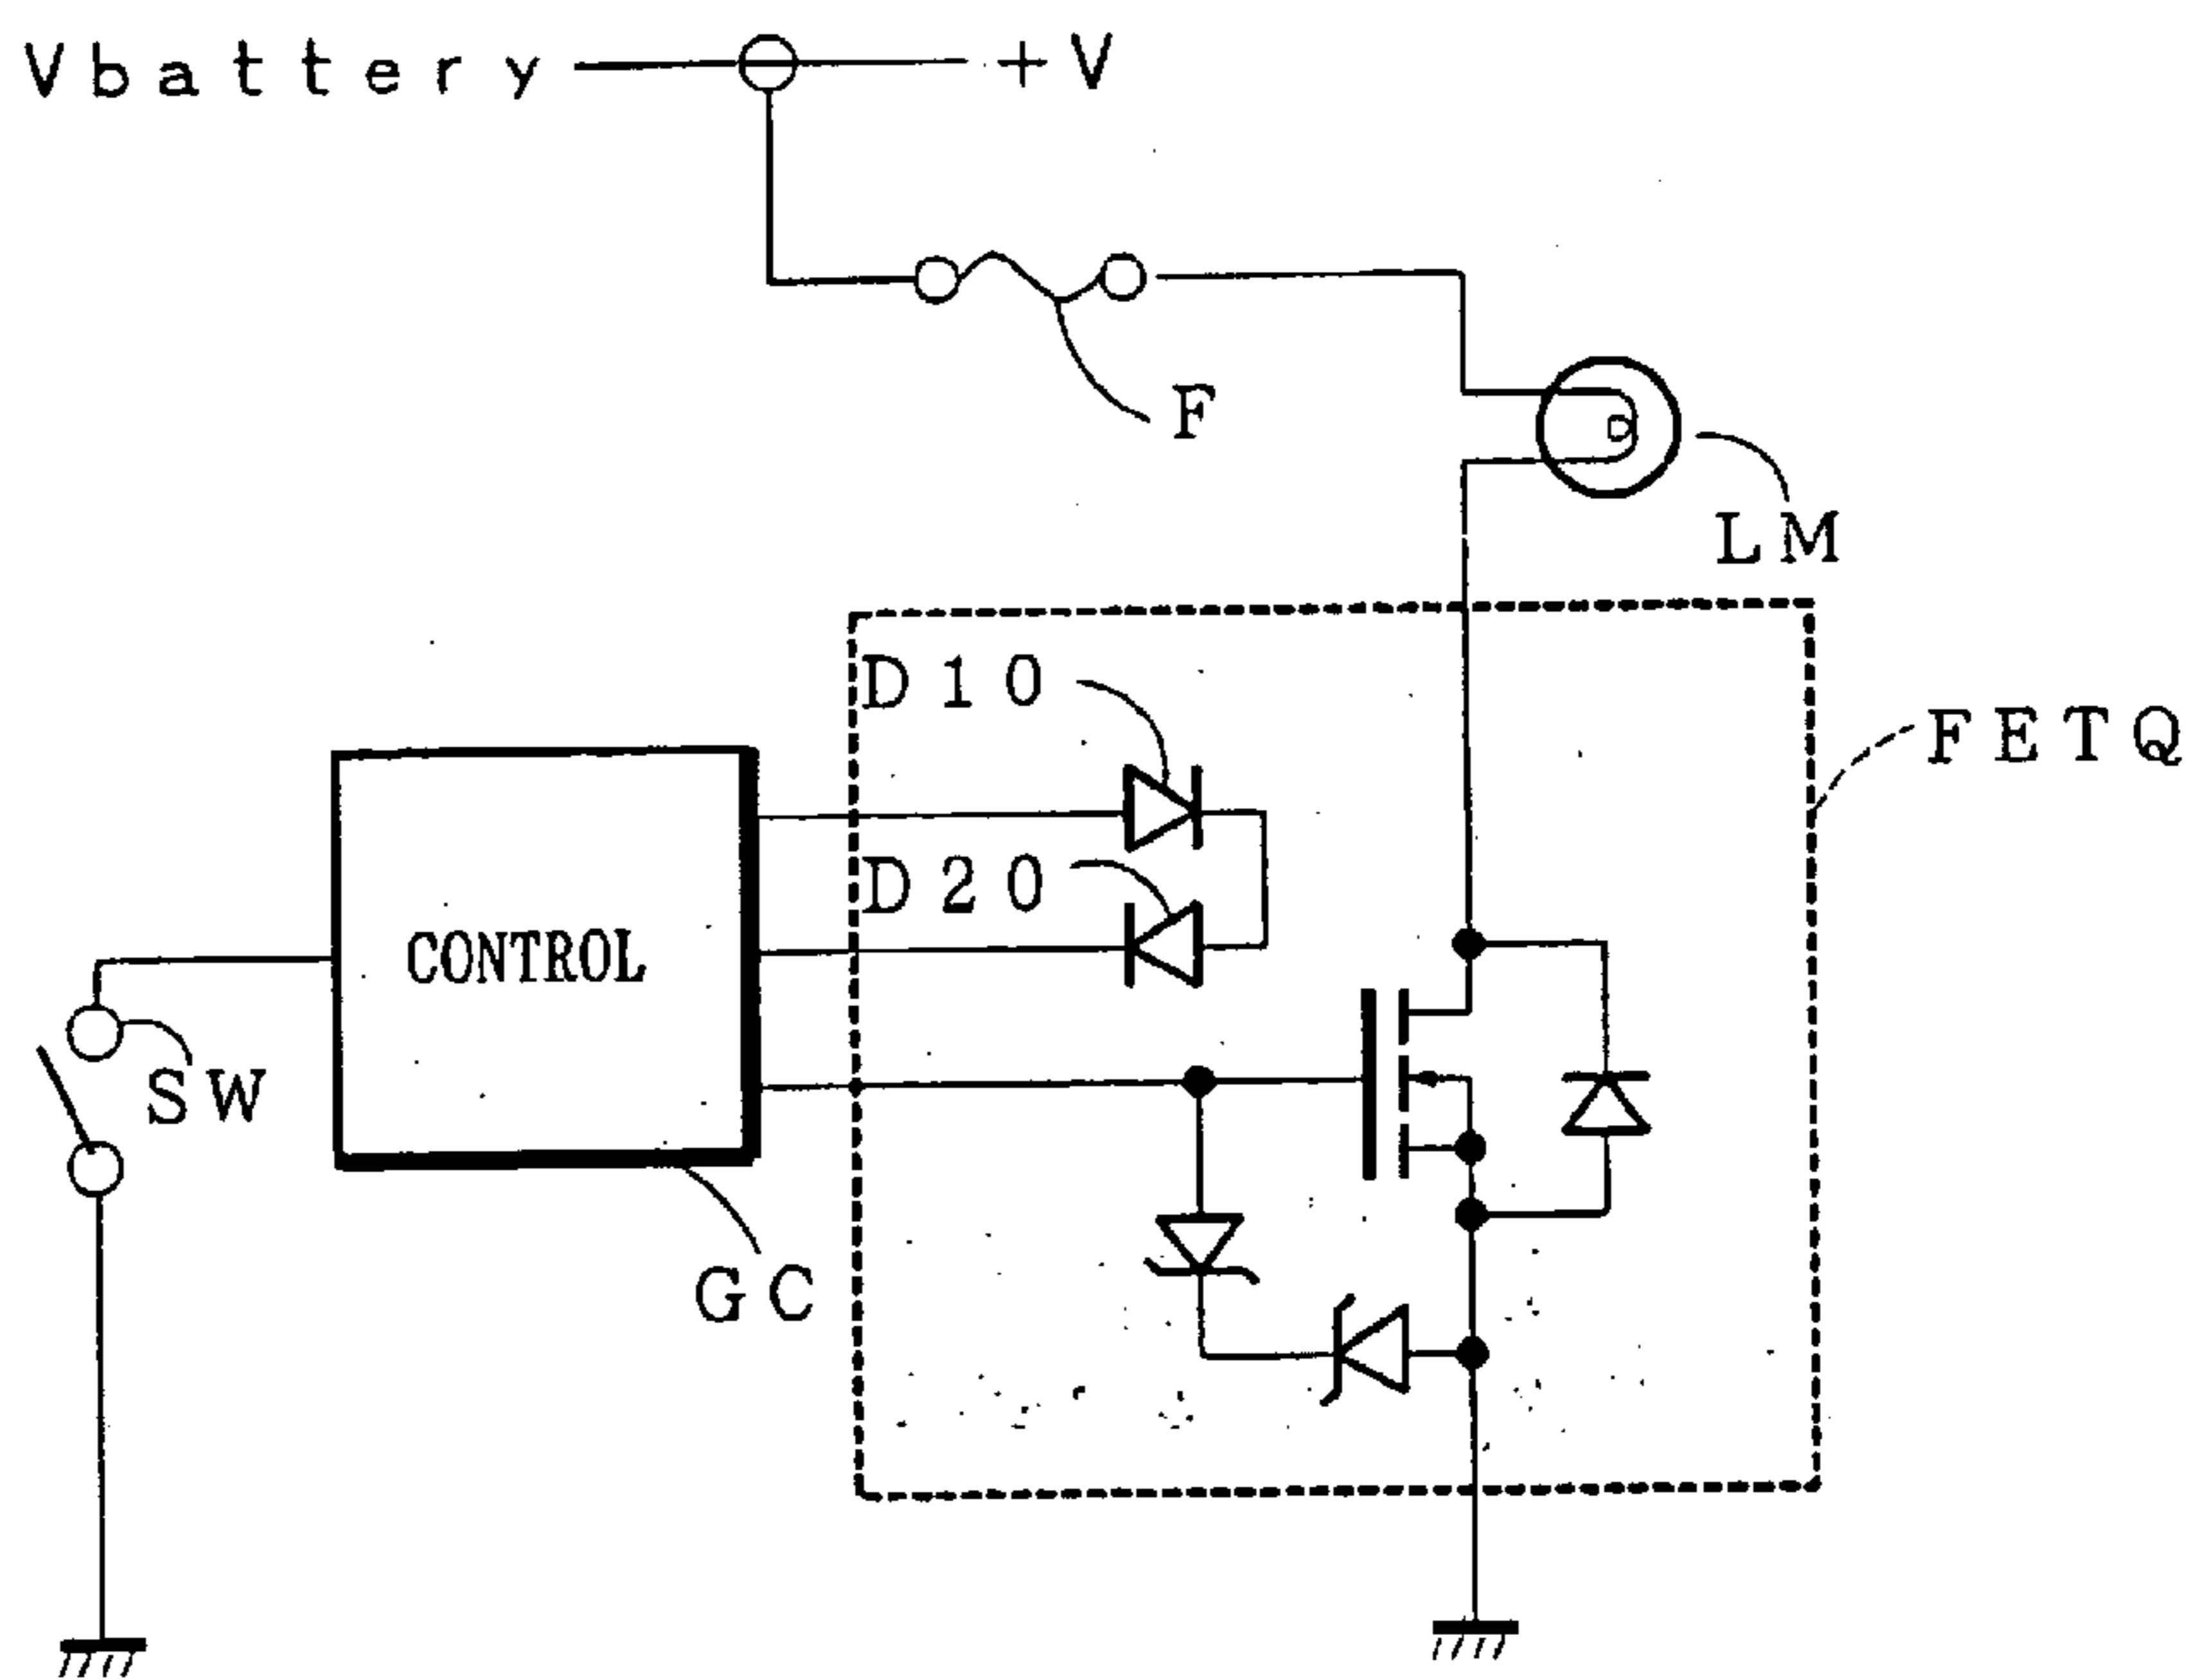 Vbattery +V
F
LM
D10
FETQ
D20
CONTROL
SW
GC